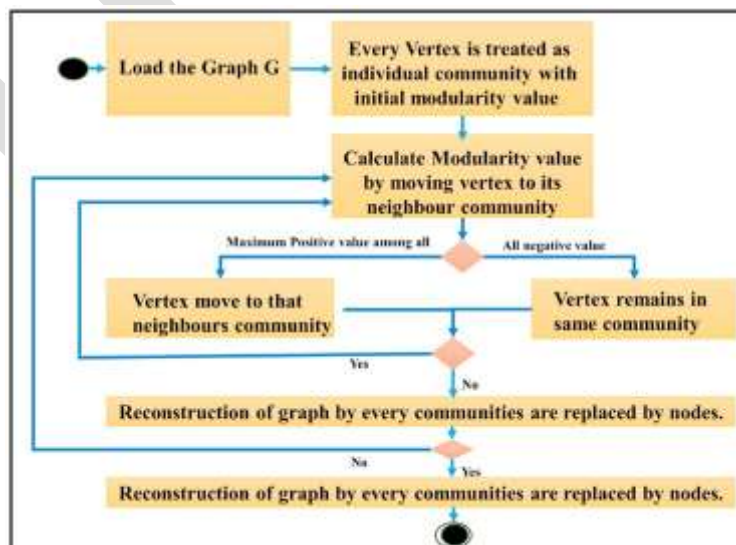 Load the Graph G
Every Vertex is treated as
individual community with
initial modularity value
Calculate Modularity value
by moving vertex to its
neighbour community
Maximum Positive value among all
All negative value
Vertex move to that
neighbours community
Vertex remains in
same community
Yes
No
Reconstruction of graph by every communities are replaced by nodes.
No
Yes
Reconstruction of graph by every communities are replaced by nodes.